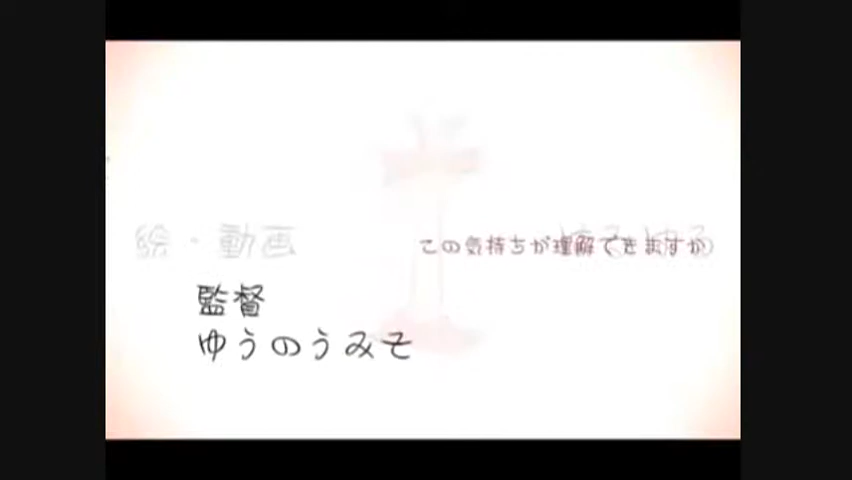 絵・動画
この気持ちが理解できますか
監督
ゆうのうみそ